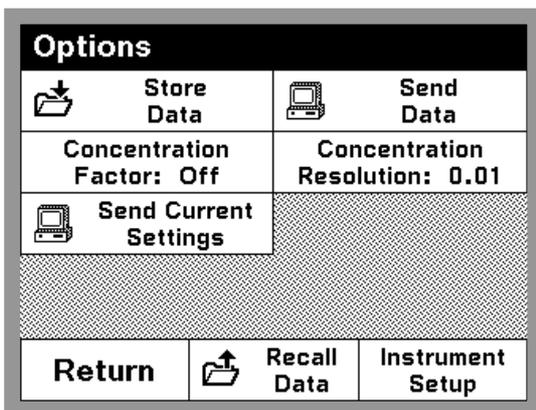 Options
Store
Data
Send
Data
Concentration
Factor: Off
Concentration
Resolution: 0.01
Send Current
Settings
Return
Recall
Data
Instrument
Setup